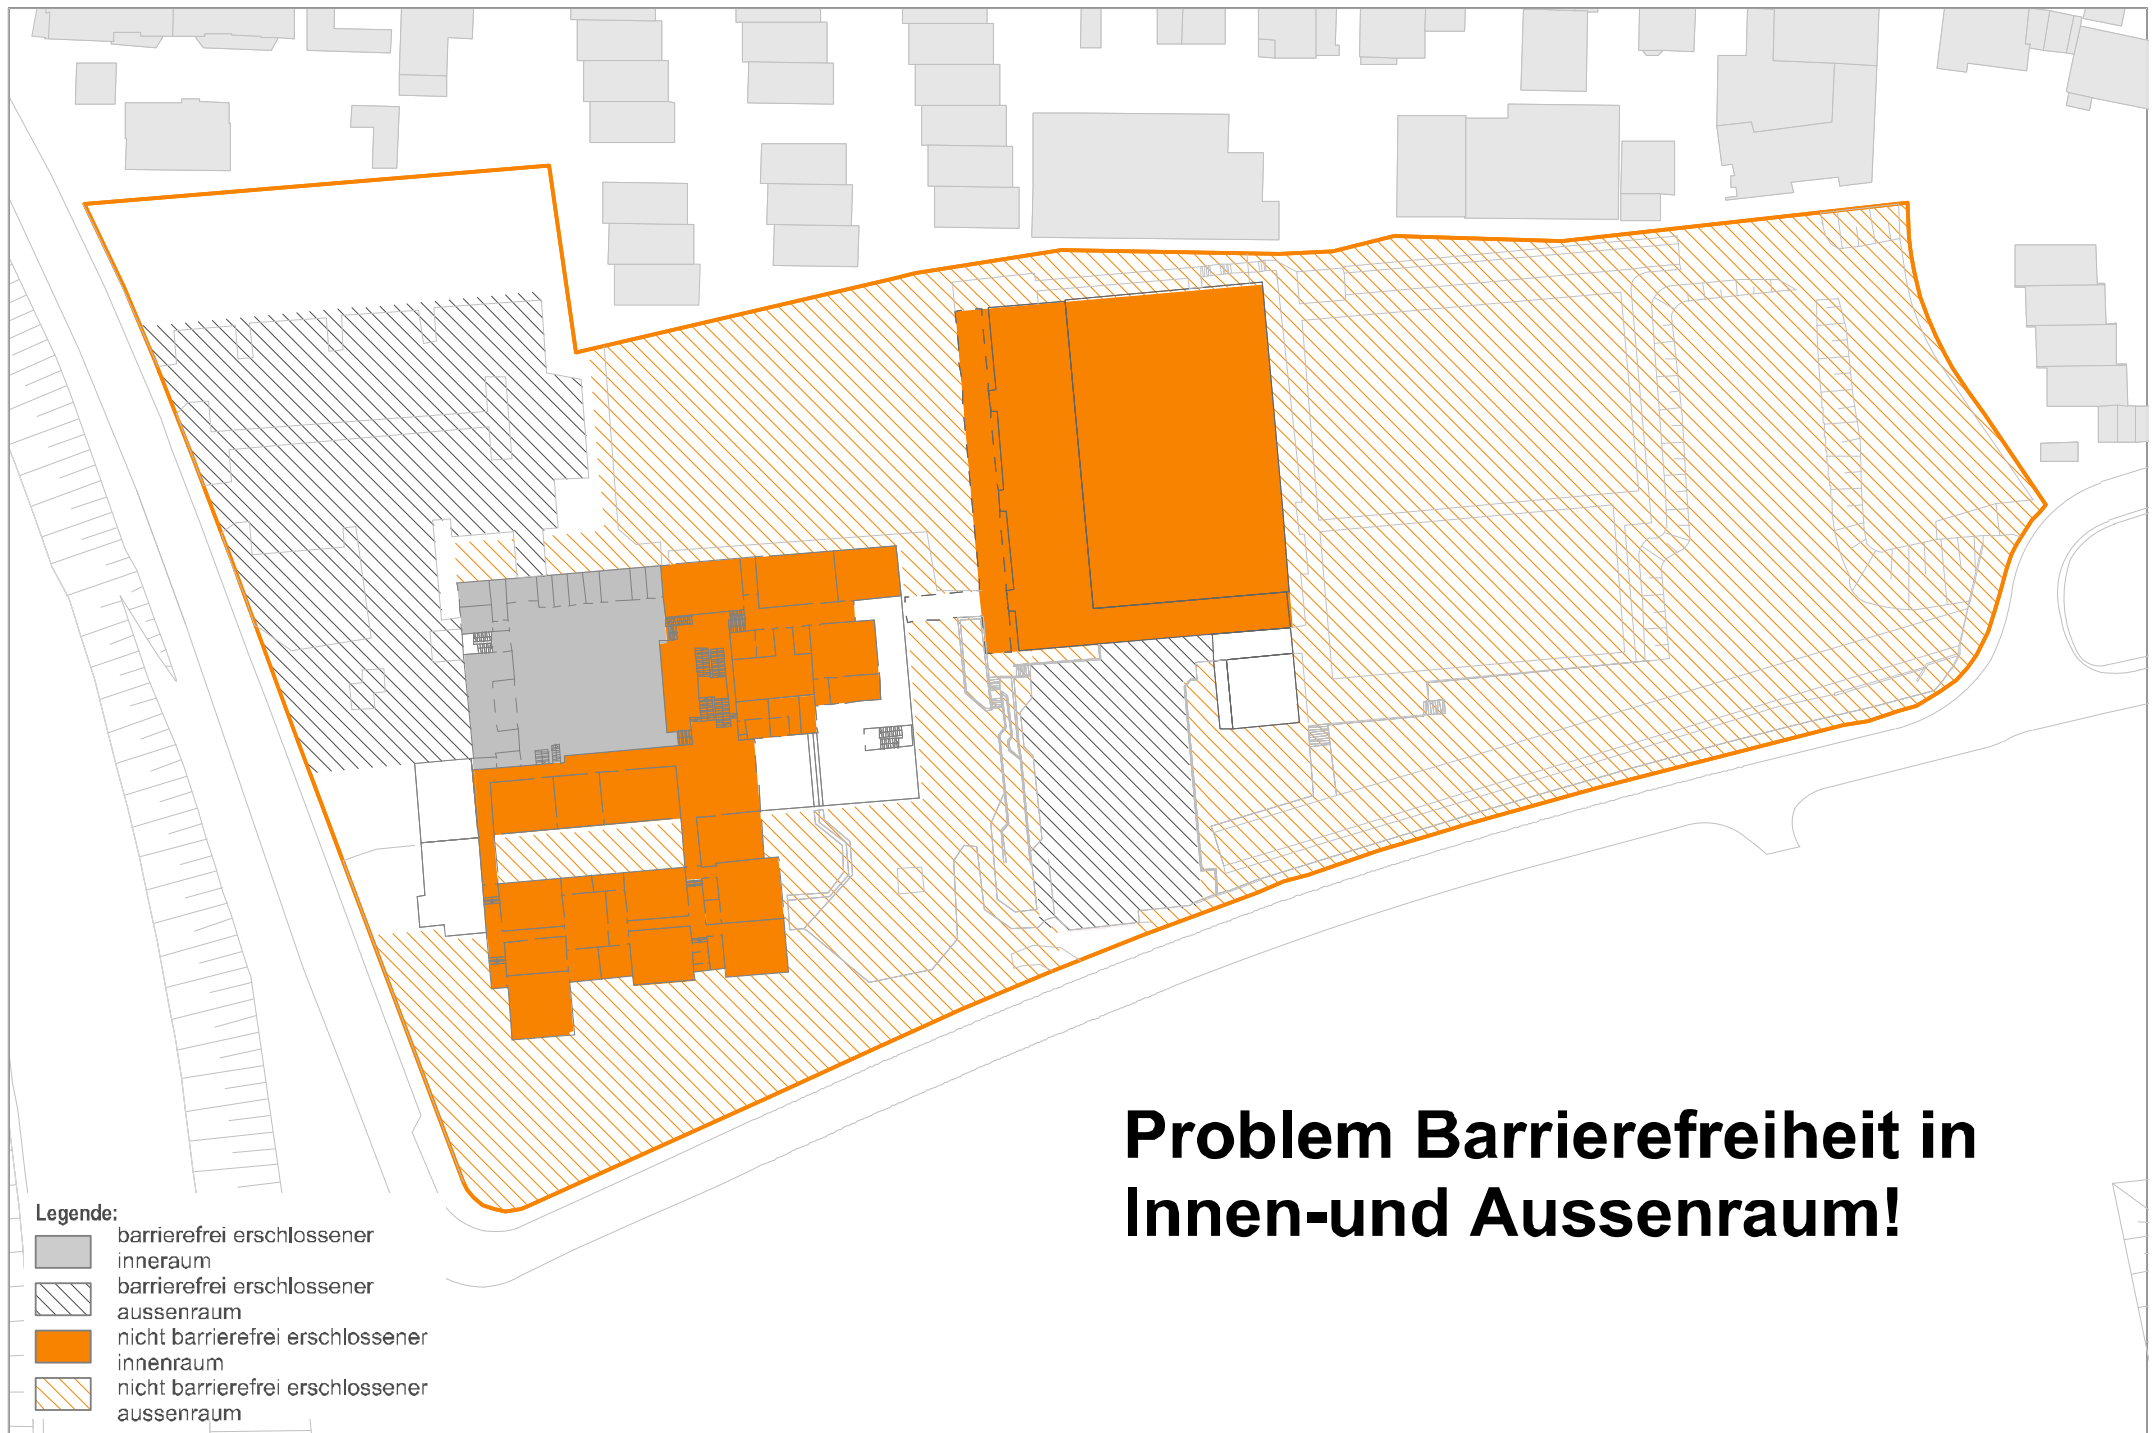 Problem Barrierefreiheit in
Innen-und Aussenraum!
Legende:
barrierefrei erschlossener
inneraum
barrierefrei erschlossener
aussenraum
nicht barrierefrei erschlossener
innenraum
nicht barrierefrei erschlossener
aussenraum